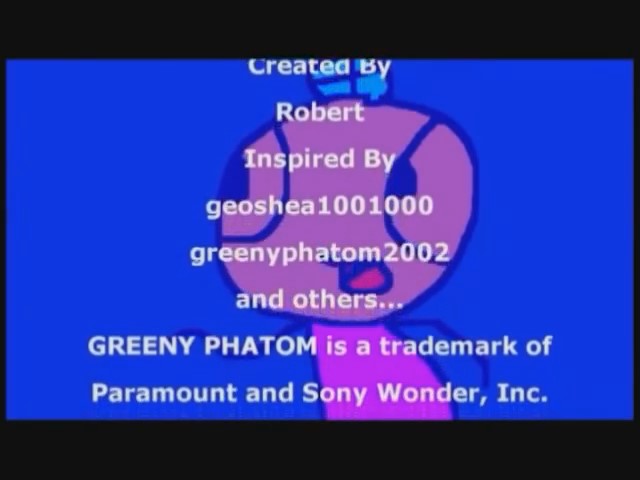 Created By
Robert
Inspired By
geoshea1001000
greenyphatom2002
and others...
GREENY PHATOM is a trademark of
Paramount and Sony Wonder, Inc.